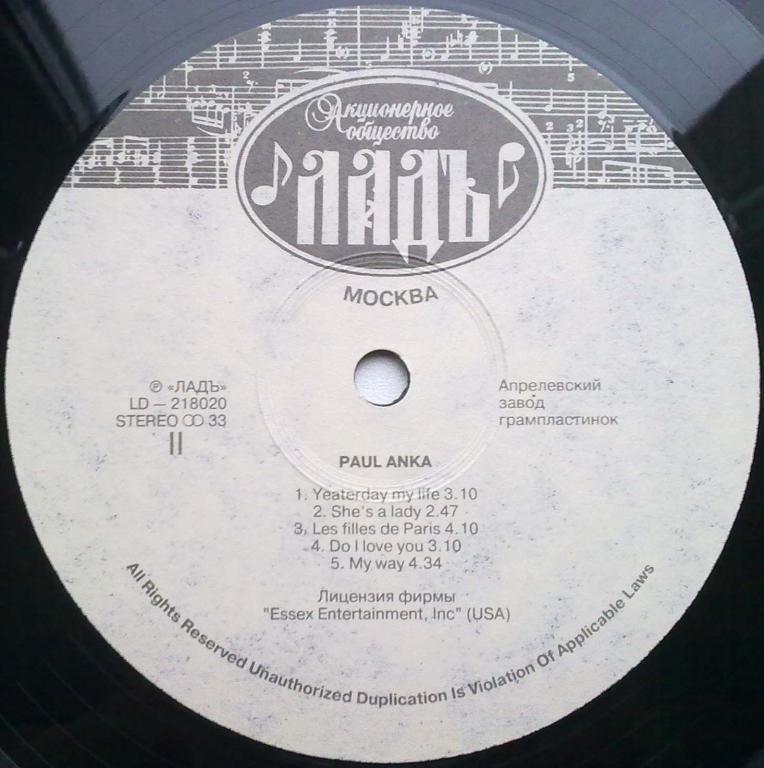 Акционерное
общество
ЛАДЪ
МОСКВА
℗ «ЛАДЪ»
LD — 218020
STEREO 33
II
Апрелевский
завод
грампластинок
PAUL ANKA
1. Yeaterday my life 3.10
2. She's a lady 2.47
3. Les filles de Paris 4.10
4. Do I love you 3.10
5. My way 4.34
Лицензия фирмы
"Essex Entertainment, Inc" (USA)
All Rights Reserved Unauthorized Duplication Is Violation Of Applicable Laws